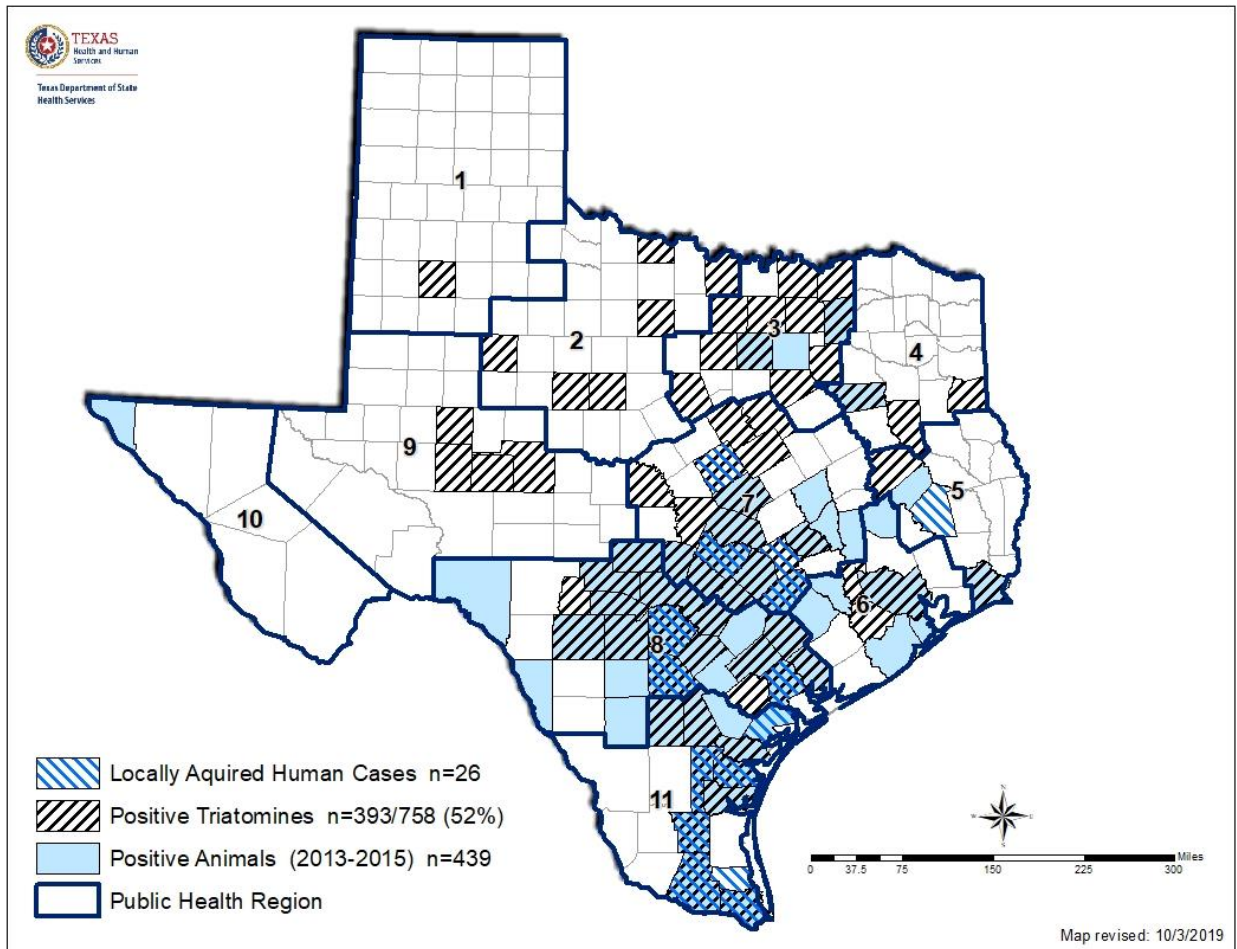 TEXAS
Health and Human
Services
Texas Department of State
Health Services
1
2
3
4
9
10
7
5
6
8
11
Locally Aquired Human Cases n=26
Positive Triatomines n=393/758 (52%)
Positive Animals (2013-2015) n=439
Public Health Region
N
W
E
S
Miles
0 37.5 75 150 225 300
Map revised: 10/3/2019